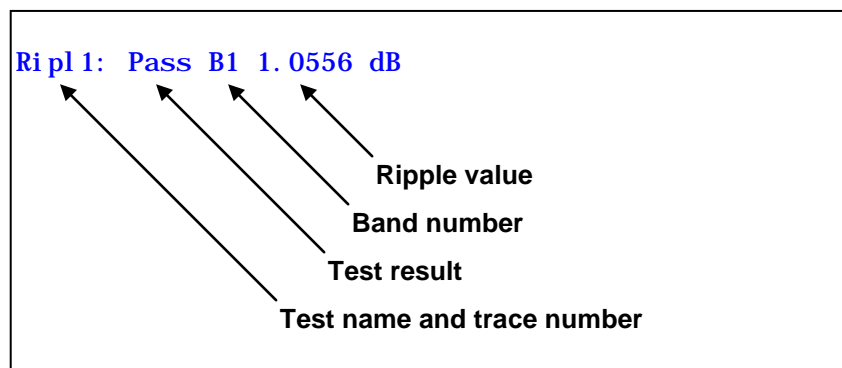 Ripl1: Pass B1 1.0556 dB
Ripple value
Band number
Test result
Test name and trace number